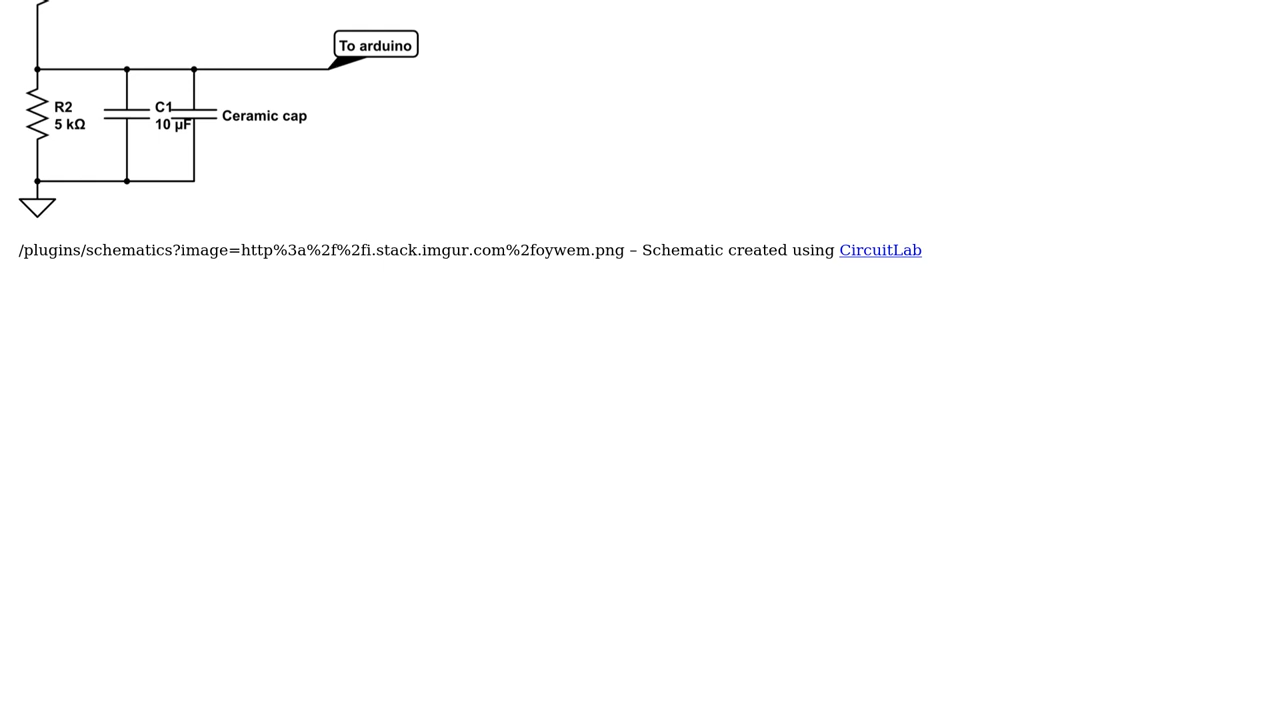 To arduino
R2
5 kΩ
C1
10 µF
Ceramic cap
/plugins/schematics?image=http%3a%2f%2fi.stack.imgur.com%2foywem.png – Schematic created using CircuitLab